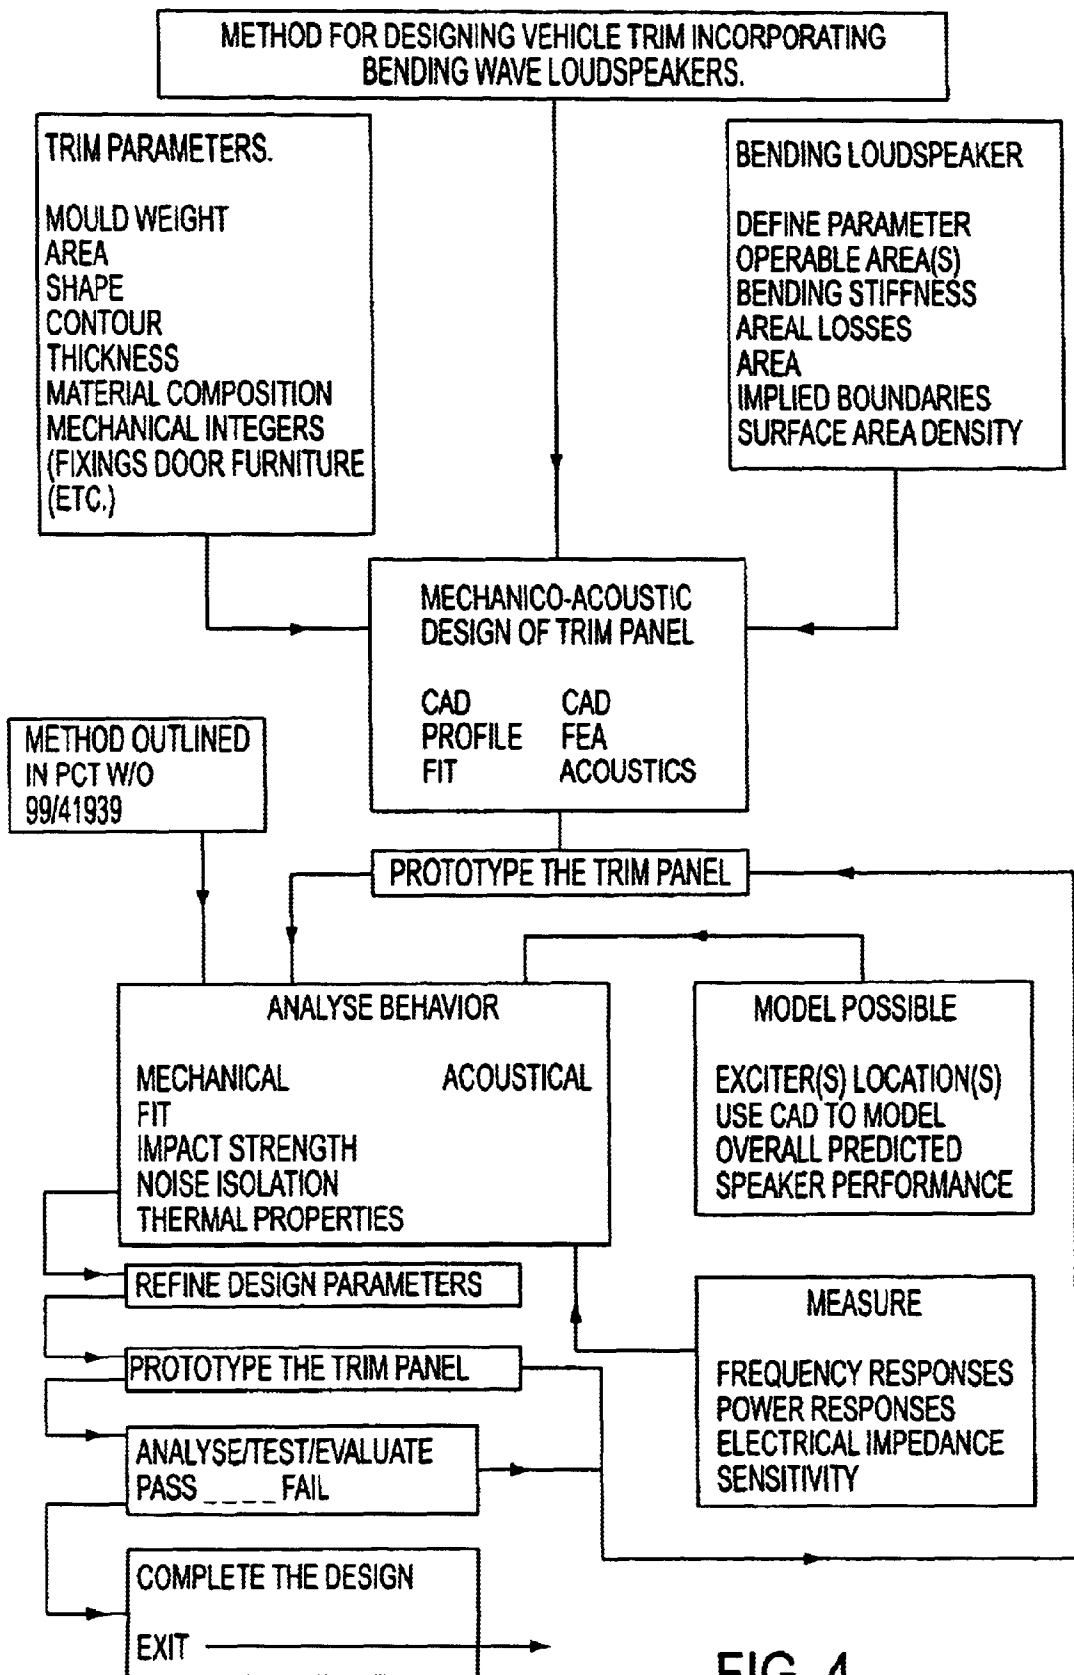 METHOD FOR DESIGNING VEHICLE TRIM INCORPORATING
BENDING WAVE LOUDSPEAKERS.
TRIM PARAMETERS.
MOULD WEIGHT
AREA
SHAPE
CONTOUR
THICKNESS
MATERIAL COMPOSITION
MECHANICAL INTEGERS
(FIXINGS DOOR FURNITURE
(ETC.)
BENDING LOUDSPEAKER
DEFINE PARAMETER
OPERABLE AREA(S)
BENDING STIFFNESS
AREAL LOSSES
AREA
IMPLIED BOUNDARIES
SURFACE AREA DENSITY
MECHANICO-ACOUSTIC
DESIGN OF TRIM PANEL
CAD CAD
PROFILE FEA
FIT ACOUSTICS
METHOD OUTLINED
IN PCT W/O
99/41939
PROTOTYPE THE TRIM PANEL
ANALYSE BEHAVIOR
MECHANICAL ACOUSTICAL
FIT
IMPACT STRENGTH
NOISE ISOLATION
THERMAL PROPERTIES
MODEL POSSIBLE
EXCITER(S) LOCATION(S)
USE CAD TO MODEL
OVERALL PREDICTED
SPEAKER PERFORMANCE
REFINE DESIGN PARAMETERS
PROTOTYPE THE TRIM PANEL
MEASURE
FREQUENCY RESPONSES
POWER RESPONSES
ELECTRICAL IMPEDANCE
SENSITIVITY
ANALYSE/TEST/EVALUATE
PASS _ _ _ _ FAIL
COMPLETE THE DESIGN
EXIT
FIG. 4